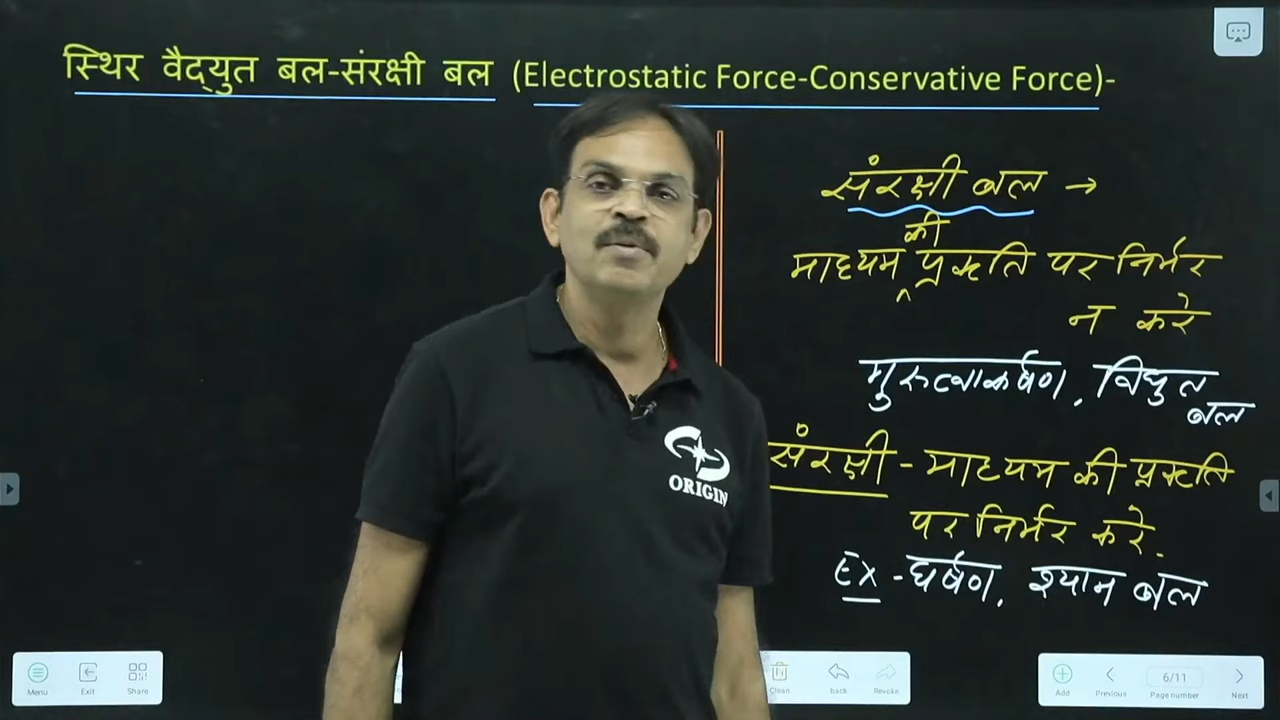 स्थिर वैद्युत बल-संरक्षी बल (Electrostatic Force-Conservative Force)-
संरक्षी बल →
की
माध्यम ^ प्रकृति पर निर्भर
न करे
गुरुत्वाकर्षण, विद्युत
बल
संरक्षी - माध्यम की प्रकृति
पर निर्भर करे.
Ex - घर्षण, श्यान बल
ORIGIN
Menu
Exit
Share
Clean
back
Revoke
Add
Previous
6/11
Page number
Next